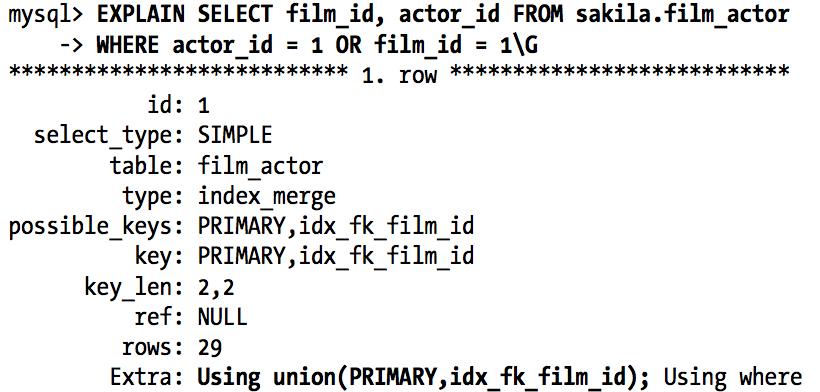 mysql> EXPLAIN SELECT film_id, actor_id FROM sakila.film_actor
-> WHERE actor_id = 1 OR film_id = 1\G
*************************** 1. row ***************************
id: 1
select_type: SIMPLE
table: film_actor
type: index_merge
possible_keys: PRIMARY,idx_fk_film_id
key: PRIMARY,idx_fk_film_id
key_len: 2,2
ref: NULL
rows: 29
Extra: Using union(PRIMARY,idx_fk_film_id); Using where